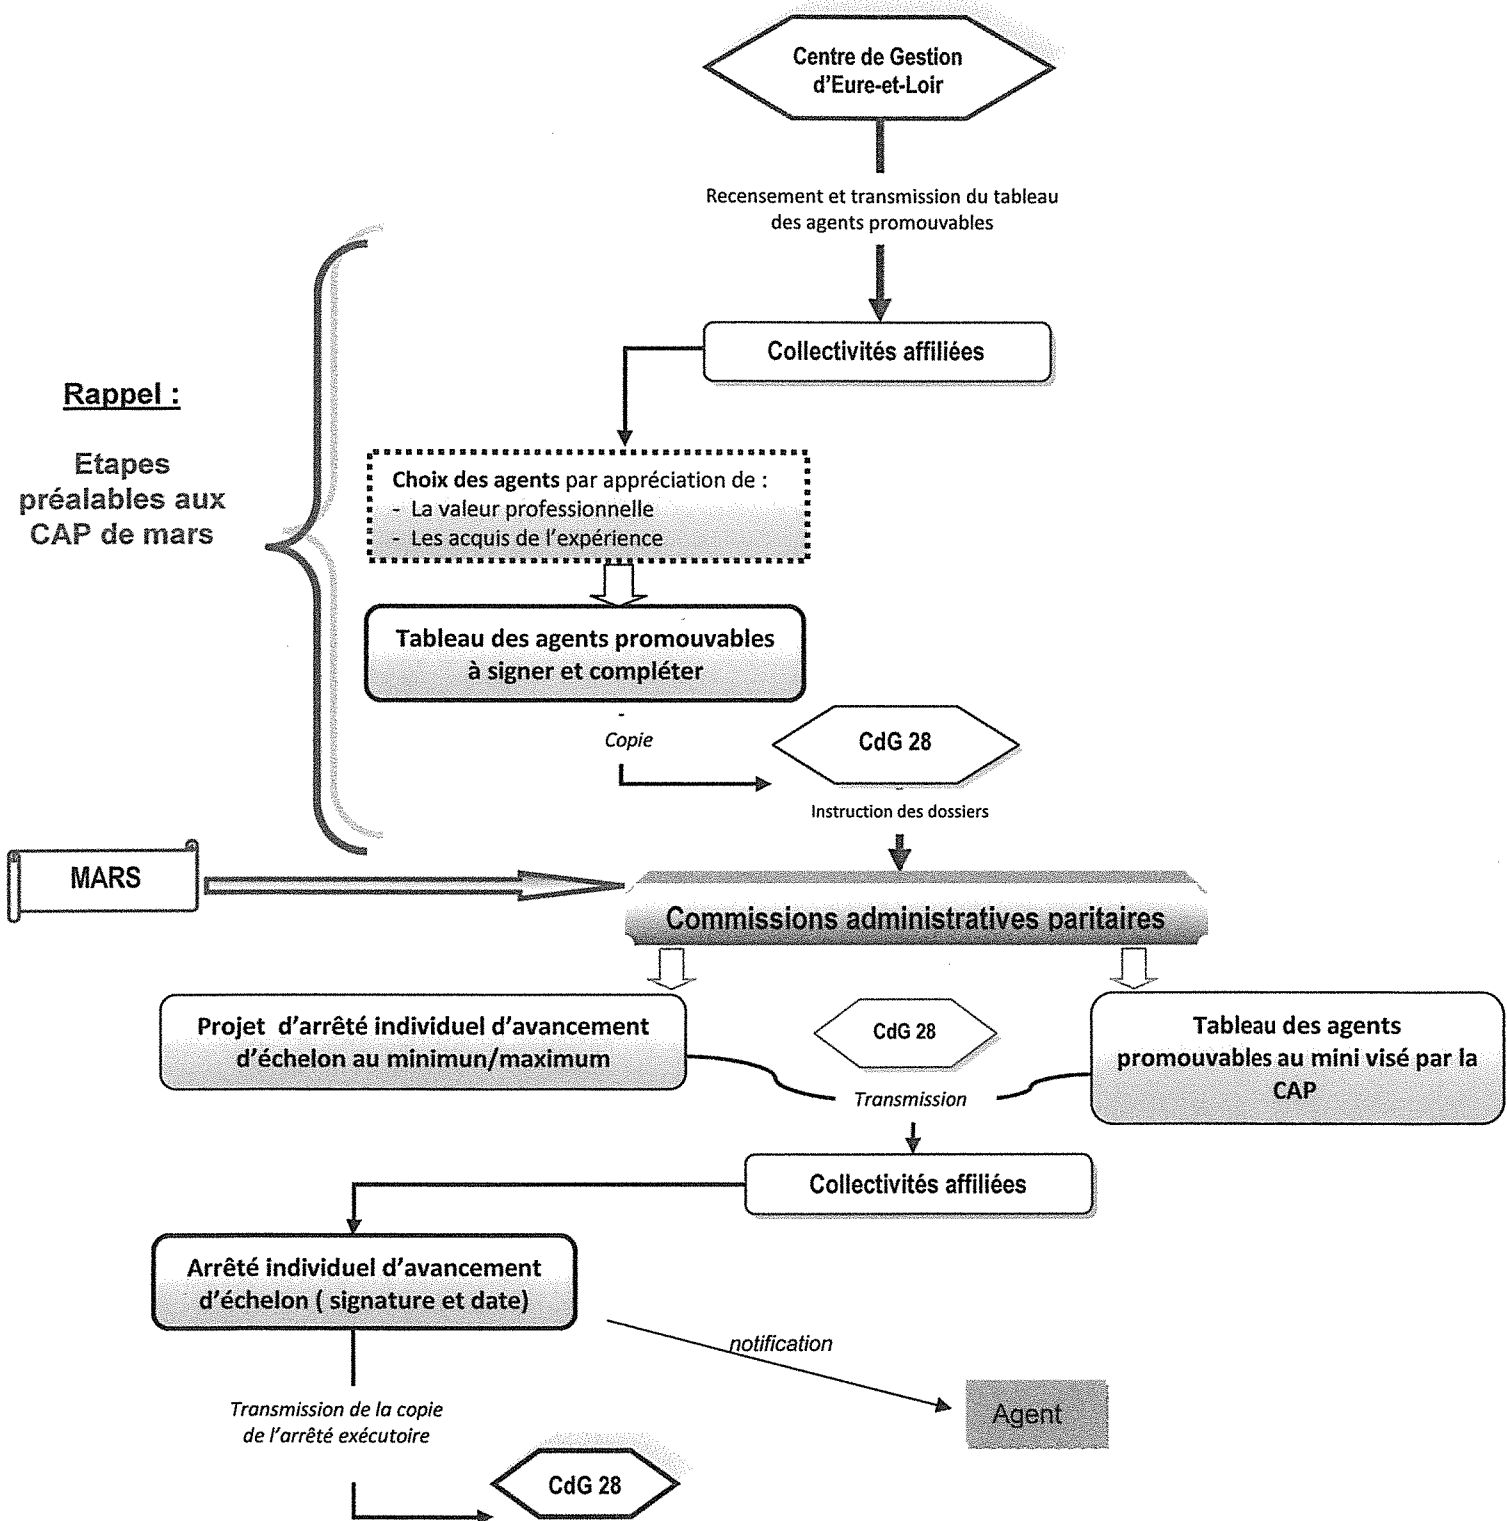 Centre de Gestion
d'Eure-et-Loir
Recensement et transmission du tableau
des agents promouvables
Collectivités affiliées
Rappel :
Etapes
préalables aux
CAP de mars
Choix des agents par appréciation de :
- La valeur professionnelle
- Les acquis de l'expérience
Tableau des agents promouvables
à signer et compléter
Copie
CdG 28
Instruction des dossiers
MARS
Commissions administratives paritaires
Projet d'arrêté individuel d'avancement
d'échelon au minimun/maximum
CdG 28
Tableau des agents
promouvables au mini visé par la
CAP
Transmission
Collectivités affiliées
Arrêté individuel d'avancement
d'échelon ( signature et date)
notification
Agent
Transmission de la copie
de l'arrêté exécutoire
CdG 28